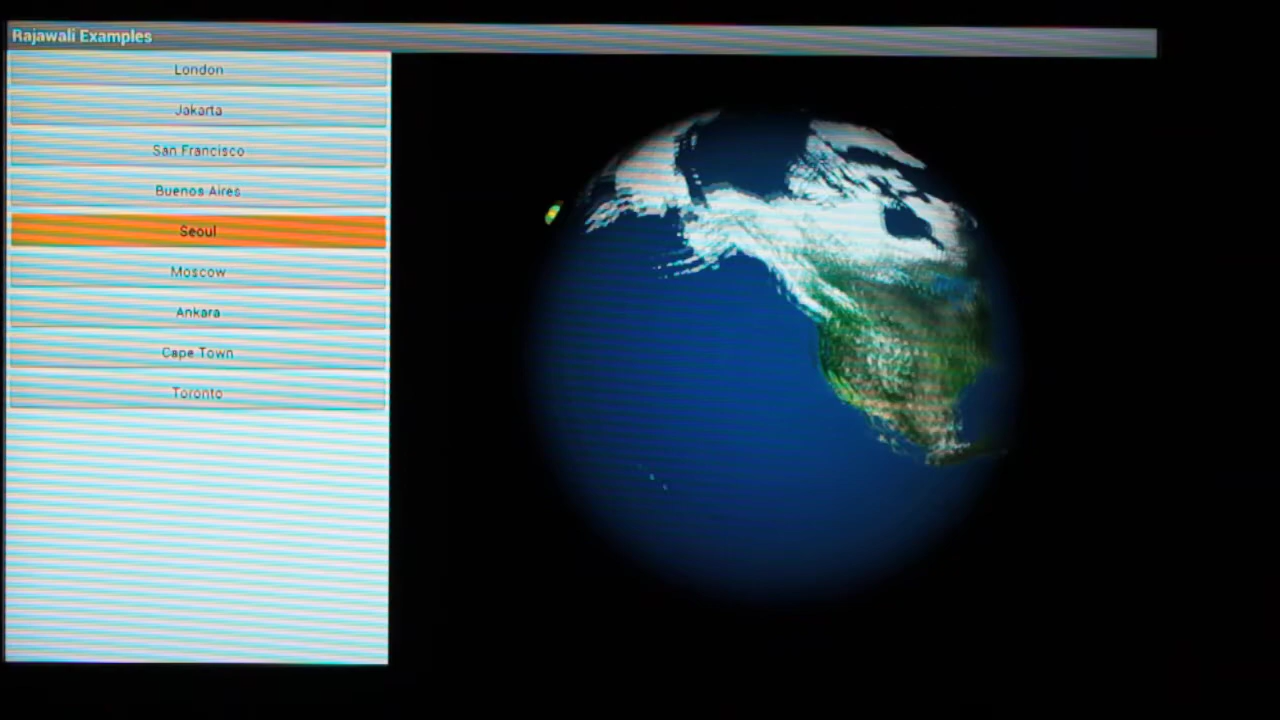 Rajawali Examples
London
Jakarta
San Francisco
Buenos Aires
Seoul
Moscow
Ankara
Cape Town
Toronto